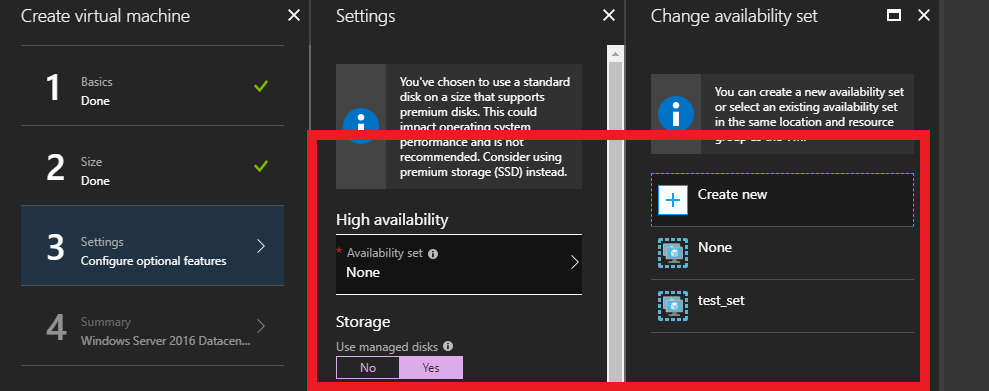 Create virtual machine
1
Basics
Done
2
Size
Done
3
Settings
Configure optional features
4
Summary
Windows Server 2016 Datacen...
Settings
You've chosen to use a standard
disk on a size that supports
premium disks. This could
impact operating system
performance and is not
recommended. Consider using
premium storage (SSD) instead.
High availability
* Availability set
None
Storage
Use managed disks
No Yes
Change availability set
You can create a new availability set
or select an existing availability set
in the same location and resource
group as the VM.
Create new
None
test_set